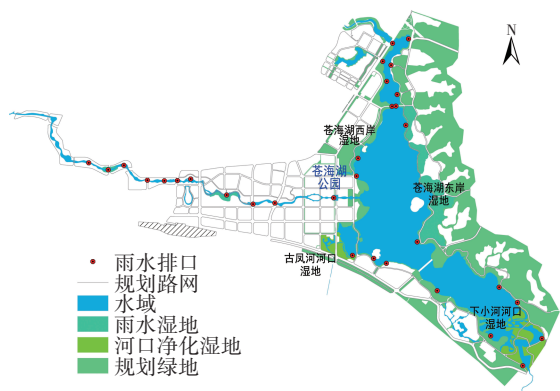 N
苍海湖西岸
湿地
苍海湖
公园
苍海湖东岸
湿地
古凤河河口
湿地
下小河河口
湿地
雨水排口
规划路网
水域
雨水湿地
河口净化湿地
规划绿地